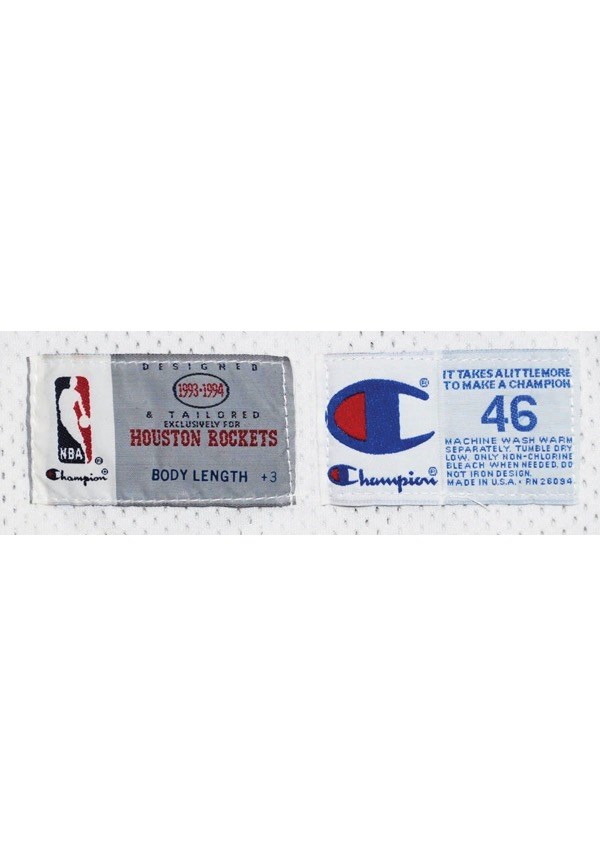 NBA
®
Champion®
DESIGNED
1993-1994
& TAILORED
EXCLUSIVELY FOR
HOUSTON ROCKETS
BODY LENGTH +3
®
Champion®
IT TAKES A LITTLE MORE
TO MAKE A CHAMPION
46
MACHINE WASH WARM
SEPARATELY. TUMBLE DRY
LOW. ONLY NON-CHLORINE
BLEACH WHEN NEEDED. DO
NOT IRON DESIGN.
MADE IN U.S.A. • RN 26094